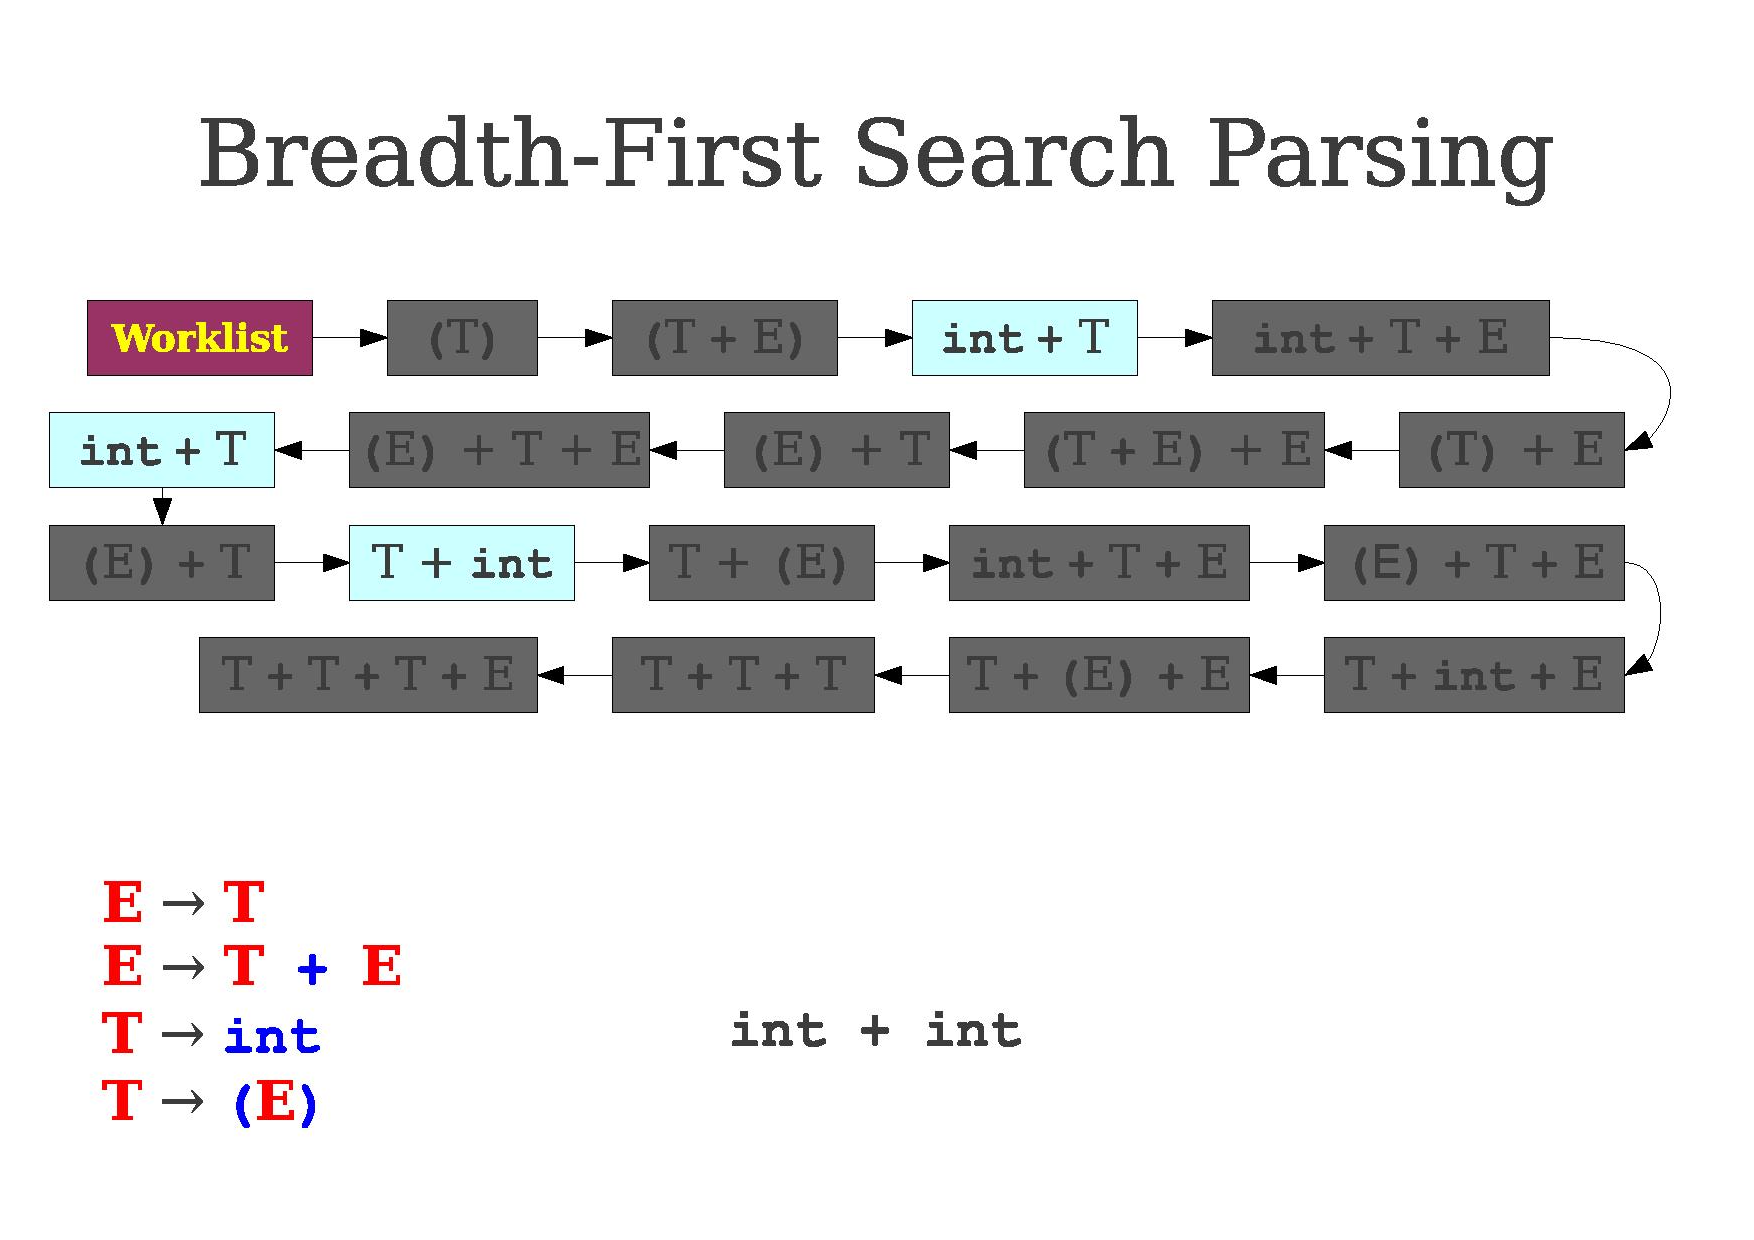 Breadth-First Search Parsing
Worklist (T) (T + E) int + T int + T + E
int + T (E) + T + E (E) + T (T + E) + E (T) + E
(E) + T T + int T + (E) int + T + E (E) + T + E
T + T + T + E T + T + T T + (E) + E T + int + E
E → T
E → T + E
T → int
int + int
T → (E)